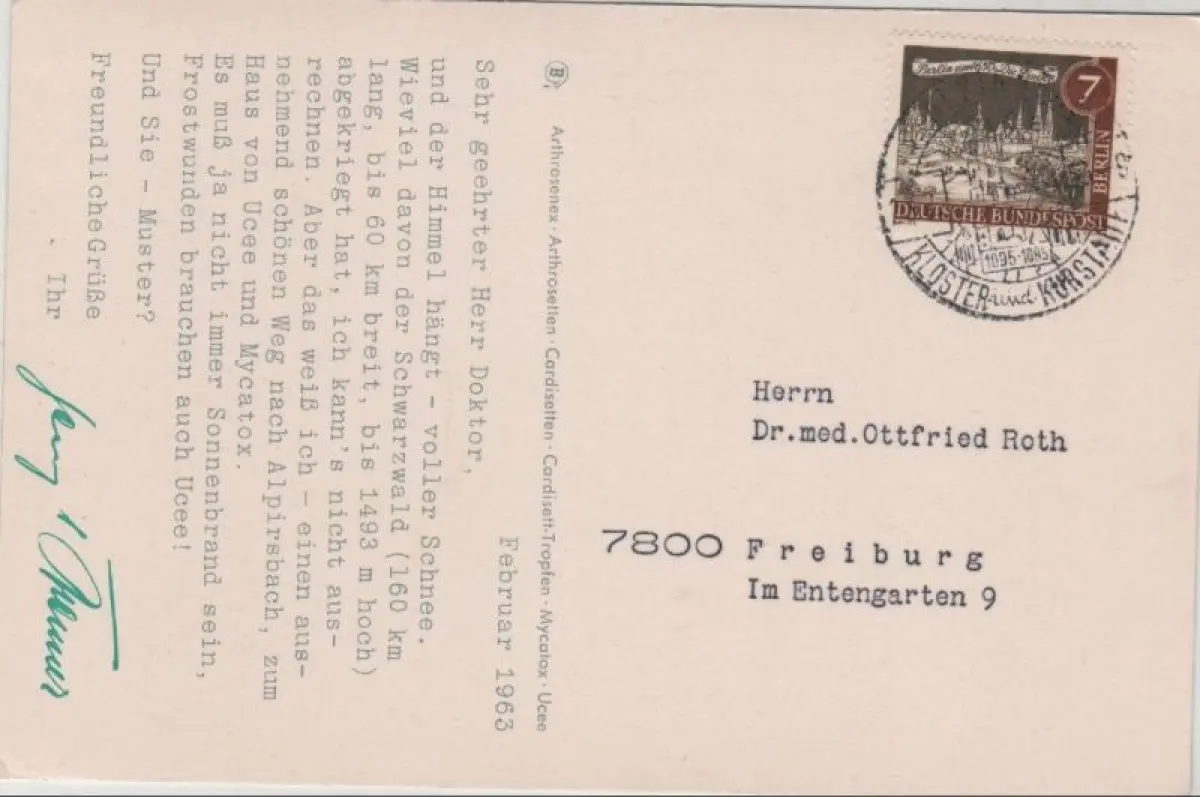 Arthrosenex · Arthrosetten · Cardisetten · Cardisett-Tropfen · Mycatox · Ucee
Februar 1963
Sehr geehrter Herr Doktor,
und der Himmel hängt - voller Schnee.
Wieviel davon der Schwarzwald (160 km
lang, bis 60 km breit, bis 1493 m hoch)
abgekriegt hat, ich kann's nicht aus-
rechnen. Aber das weiß ich - einen aus-
nehmend schönen Weg nach Alpirsbach, zum
Haus von Ucee und Mycatox.
Es muß ja nicht immer Sonnenbrand sein,
Frostwunden brauchen auch Ucee!
Und Sie - Muster?
Freundliche Grüße
Ihr
7
BERLIN
DEUTSCHE BUNDESPOST
1095-1095
KLOSTER und KURSTADT
Herrn
Dr.med.Ottfried Roth
7800 Freiburg
Im Entengarten 9